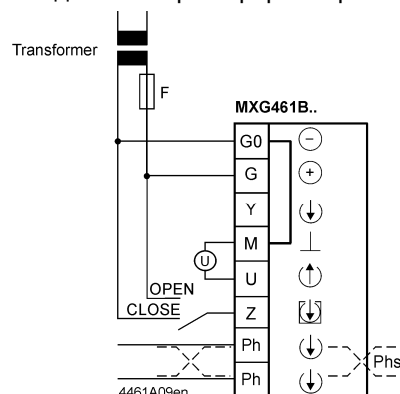 Transformer
F
MXG461B..
G0
G
Y
M
U
U
OPEN
CLOSE
Z
Ph
Phs
Ph
4461A09en